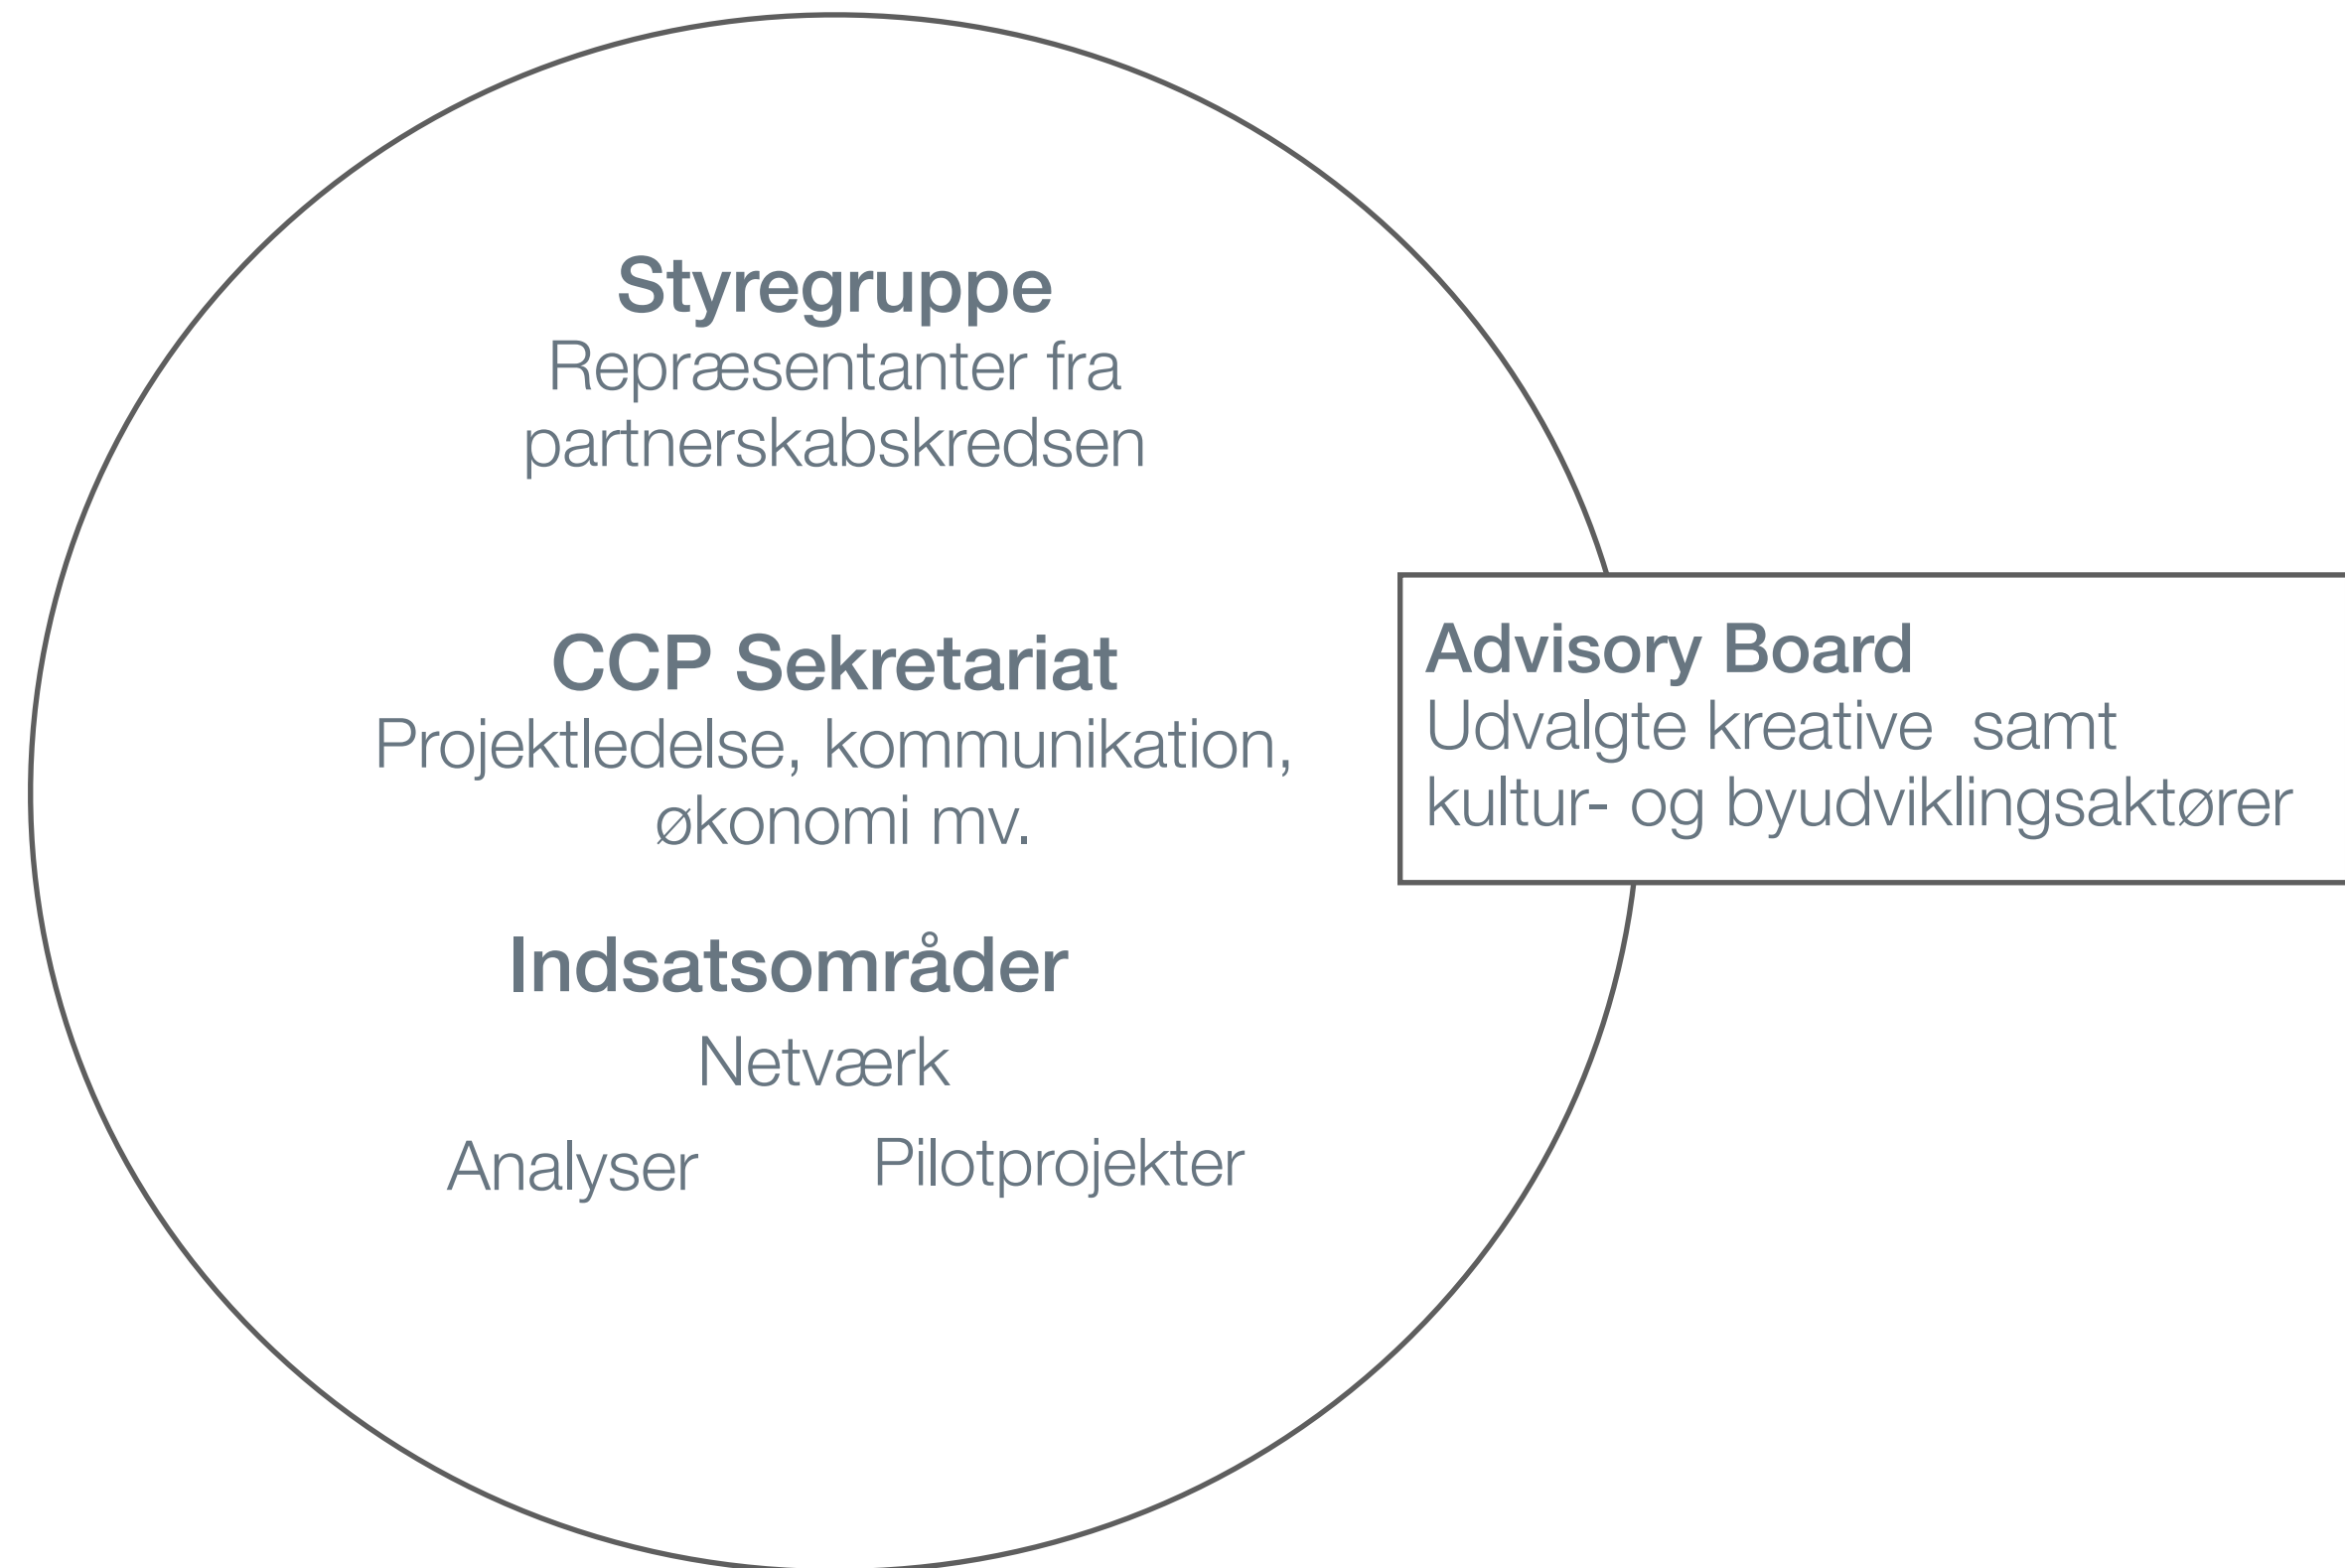 Styregruppe
Repræsentanter fra
partnerskabskredsen
CCP Sekretariat
Projektledelse, kommunikation,
økonomi mv.
Indsatsområder
Netværk
Analyser
Pilotprojekter
Advisory Board
Udvalgte kreative samt
kultur- og byudviklingsaktører